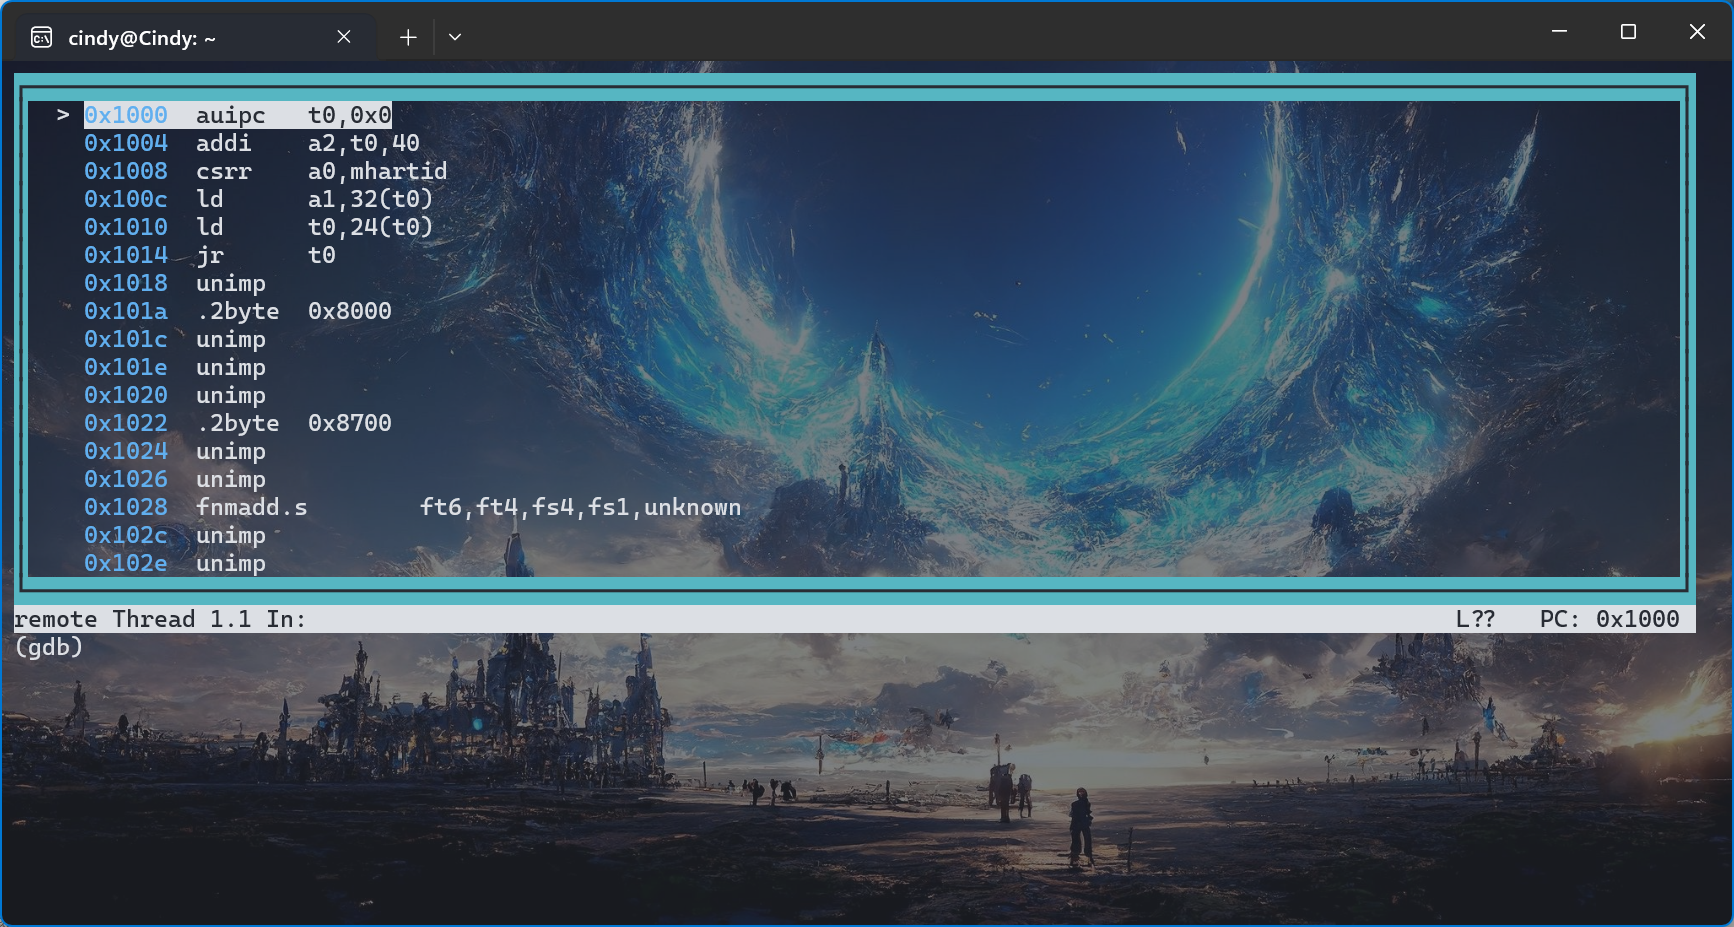 cindy@Cindy: ~
> 0x1000 auipc t0,0x0
0x1004 addi a2,t0,40
0x1008 csrr a0,mhartid
0x100c ld a1,32(t0)
0x1010 ld t0,24(t0)
0x1014 jr t0
0x1018 unimp
0x101a .2byte 0x8000
0x101c unimp
0x101e unimp
0x1020 unimp
0x1022 .2byte 0x8700
0x1024 unimp
0x1026 unimp
0x1028 fnmadd.s ft6,ft4,fs4,fs1,unknown
0x102c unimp
0x102e unimp
remote Thread 1.1 In: L?? PC: 0x1000
(gdb)